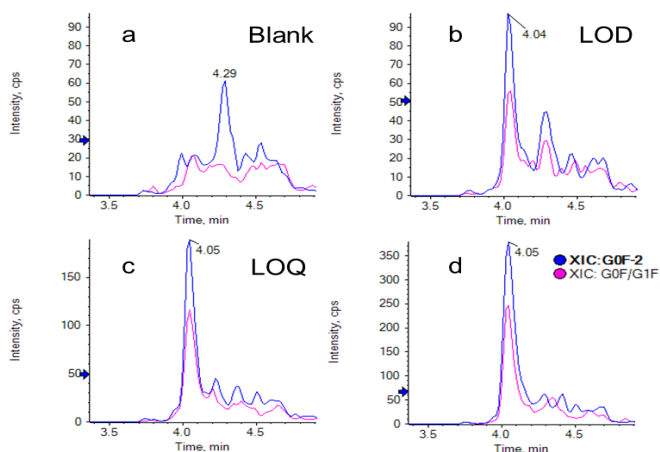 a
Blank
4.29
90
80
70
60
50
40
30
20
10
0
Intensity, cps
3.5
4.0
4.5
Time, min
b
LOD
4.04
90
80
70
60
50
40
30
20
10
0
Intensity, cps
3.5
4.0
4.5
Time, min
c
LOQ
4.05
150
100
50
0
Intensity, cps
3.5
4.0
4.5
Time, min
d
4.05
XIC: G0F-2
XIC: G0F/G1F
350
300
250
200
150
100
50
0
Intensity, cps
3.5
4.0
4.5
Time, min